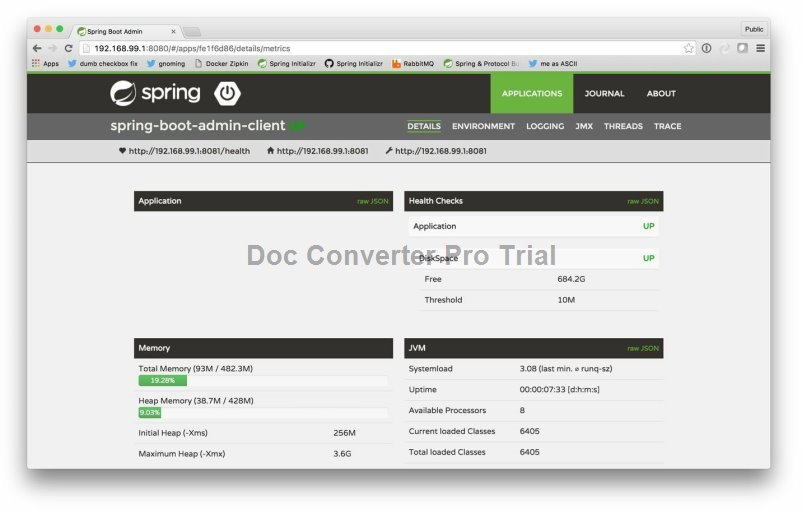 Spring Boot Admin
Public
192.168.99.1:8080/#/apps/fe1f6d86/details/metrics
Apps dumb checkbox fix gnoming Docker Zipkin Spring Initializr Spring Initializr RabbitMQ Spring & Protocol Bu me as ASCII
spring APPLICATIONS JOURNAL ABOUT
spring-boot-admin-client UP DETAILS ENVIRONMENT LOGGING JMX THREADS TRACE
http://192.168.99.1:8081/health http://192.168.99.1:8081 http://192.168.99.1:8081
Application raw JSON
Health Checks raw JSON
Application UP
Doc Converter Pro Trial
DiskSpace UP
Free 684.2G
Threshold 10M
Memory
Total Memory (93M / 482.3M)
19.28%
Heap Memory (38.7M / 428M)
9.03%
Initial Heap (-Xms) 256M
Maximum Heap (-Xmx) 3.6G
JVM raw JSON
Systemload 3.08 (last min. ⌀ runq-sz)
Uptime 00:00:07:33 [d:h:m:s]
Available Processors 8
Current loaded Classes 6405
Total loaded Classes 6405